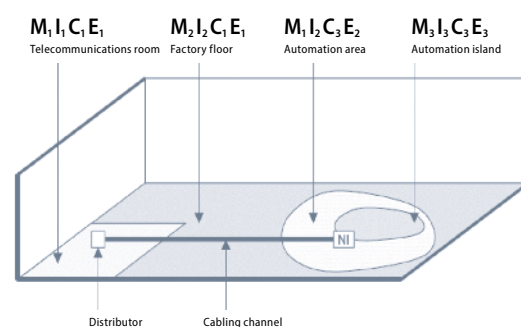 M₁I₁C₁E₁ M₂I₂C₁E₁ M₁I₂C₃E₂ M₃I₃C₃E₃
Telecommunications room Factory floor Automation area Automation island
NI
Distributor Cabling channel